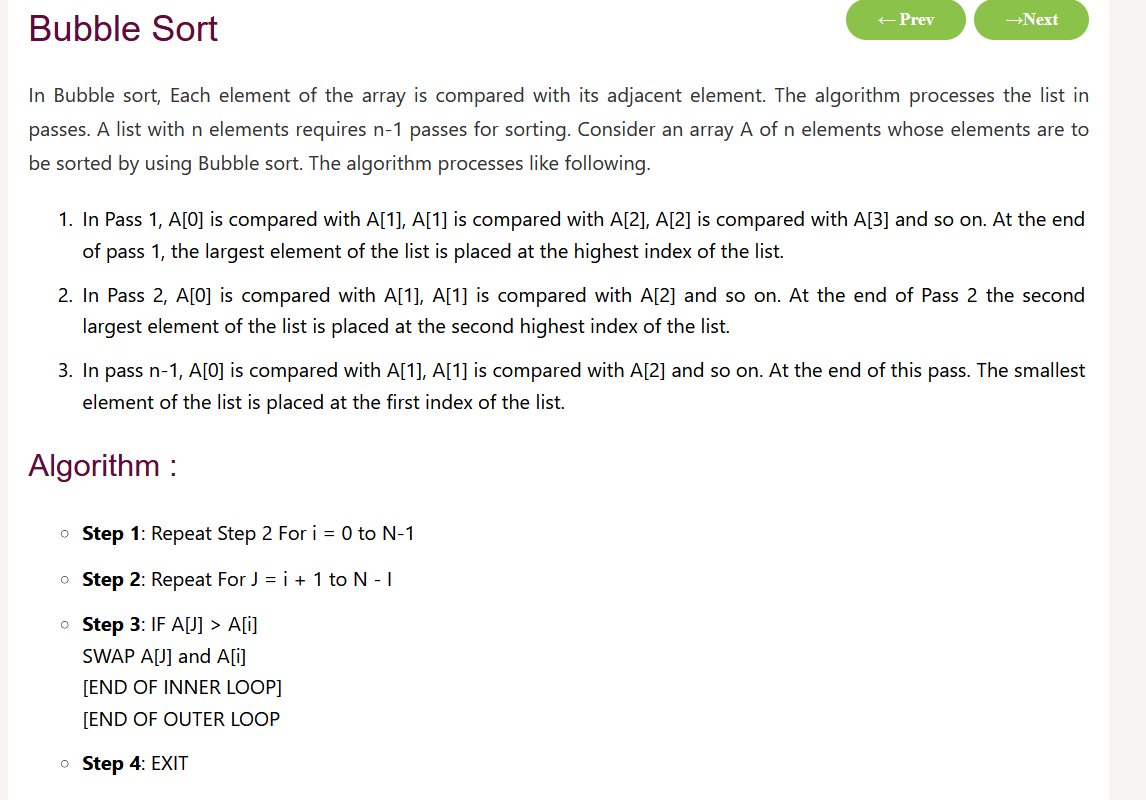 Bubble Sort
←Prev
→Next
In Bubble sort, Each element of the array is compared with its adjacent element. The algorithm processes the list in
passes. A list with n elements requires n-1 passes for sorting. Consider an array A of n elements whose elements are to
be sorted by using Bubble sort. The algorithm processes like following.
1. In Pass 1, A[0] is compared with A[1], A[1] is compared with A[2], A[2] is compared with A[3] and so on. At the end
of pass 1, the largest element of the list is placed at the highest index of the list.
2. In Pass 2, A[0] is compared with A[1], A[1] is compared with A[2] and so on. At the end of Pass 2 the second
largest element of the list is placed at the second highest index of the list.
3. In pass n-1, A[0] is compared with A[1], A[1] is compared with A[2] and so on. At the end of this pass. The smallest
element of the list is placed at the first index of the list.
Algorithm :
Step 1: Repeat Step 2 For i = 0 to N-1
Step 2: Repeat For J = i + 1 to N - I
Step 3: IF A[J] > A[i]
SWAP A[J] and A[i]
[END OF INNER LOOP]
[END OF OUTER LOOP
Step 4: EXIT